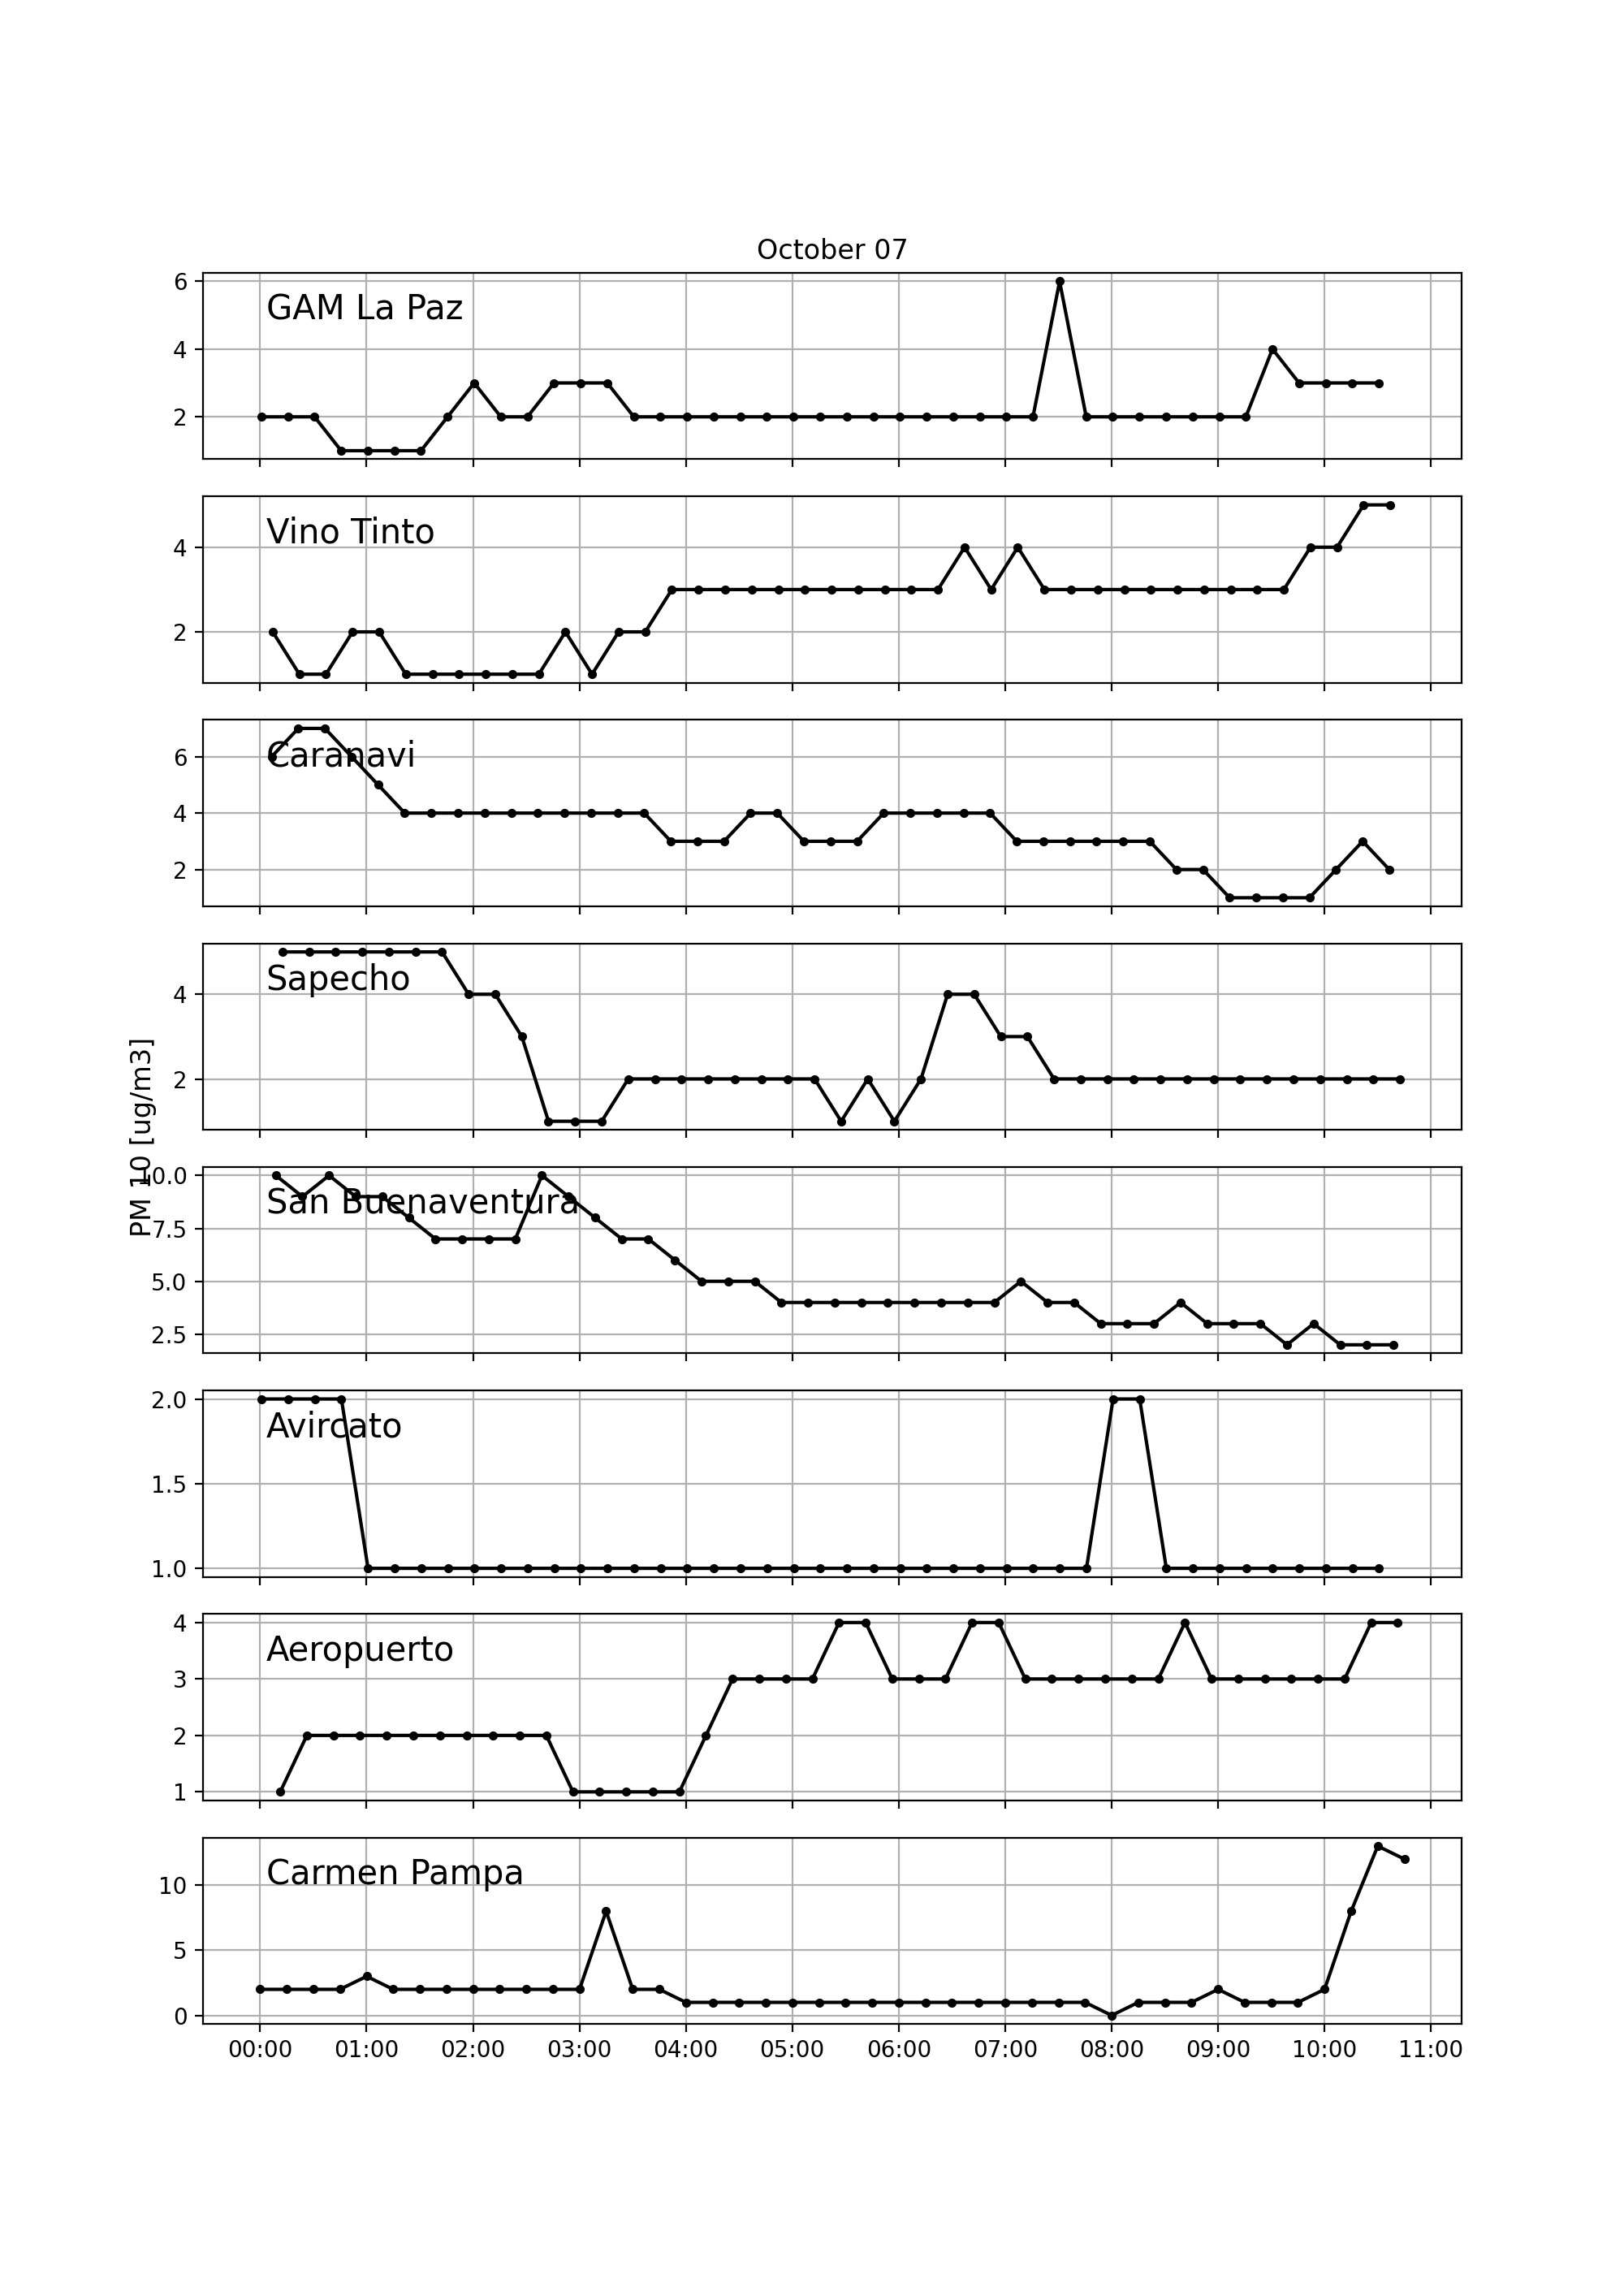 October 07
6
GAM La Paz
4
2
Vino Tinto
4
2
Caranavi
6
4
2
Sapecho
4
2
PM 10 [ug/m3]
10.0
San Buenaventura
7.5
5.0
2.5
2.0
Avircato
1.5
1.0
4
Aeropuerto
3
2
1
Carmen Pampa
10
5
0
00:00 01:00 02:00 03:00 04:00 05:00 06:00 07:00 08:00 09:00 10:00 11:00